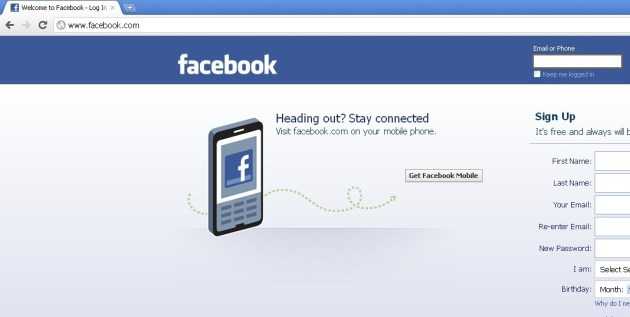 Welcome to Facebook - Log In
www.facebook.com
facebook
Email or Phone
Keep me logged in
Heading out? Stay connected
Visit facebook.com on your mobile phone.
f
Get Facebook Mobile
Sign Up
It's free and always will b
First Name:
Last Name:
Your Email:
Re-enter Email:
New Password:
I am: Select Se
Birthday: Month:
Why do I ne